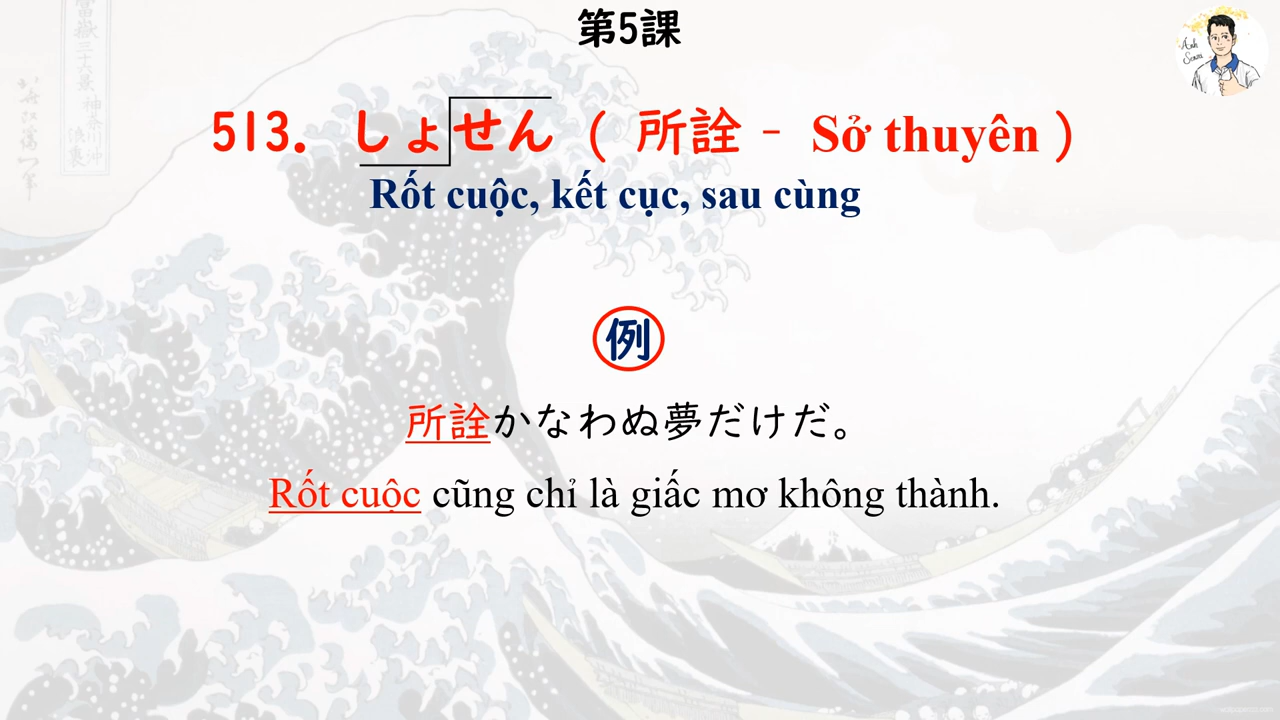 第5課
513. しょせん ( 所詮 - Sở thuyên )
Rốt cuộc, kết cục, sau cùng
例
所詮かなわぬ夢だけだ。
Rốt cuộc cũng chỉ là giấc mơ không thành.